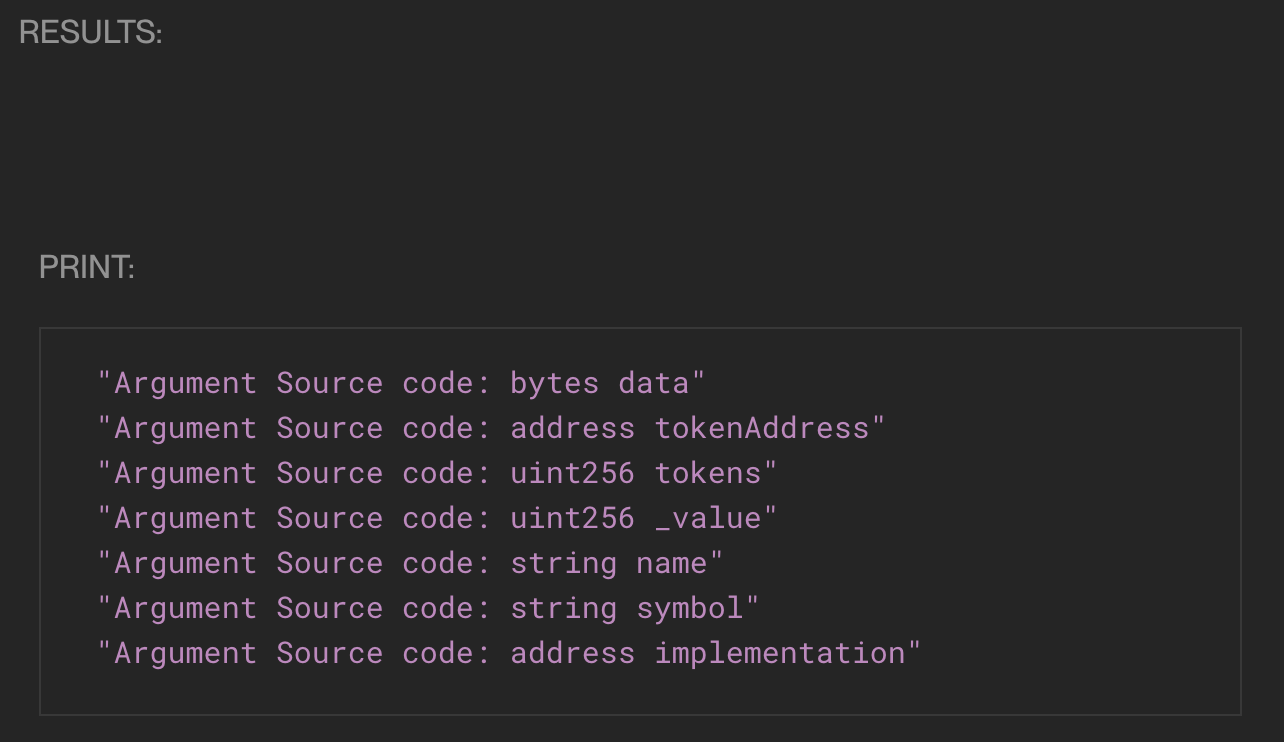 RESULTS:
PRINT:
"Argument Source code: bytes data"
"Argument Source code: address tokenAddress"
"Argument Source code: uint256 tokens"
"Argument Source code: uint256 _value"
"Argument Source code: string name"
"Argument Source code: string symbol"
"Argument Source code: address implementation"